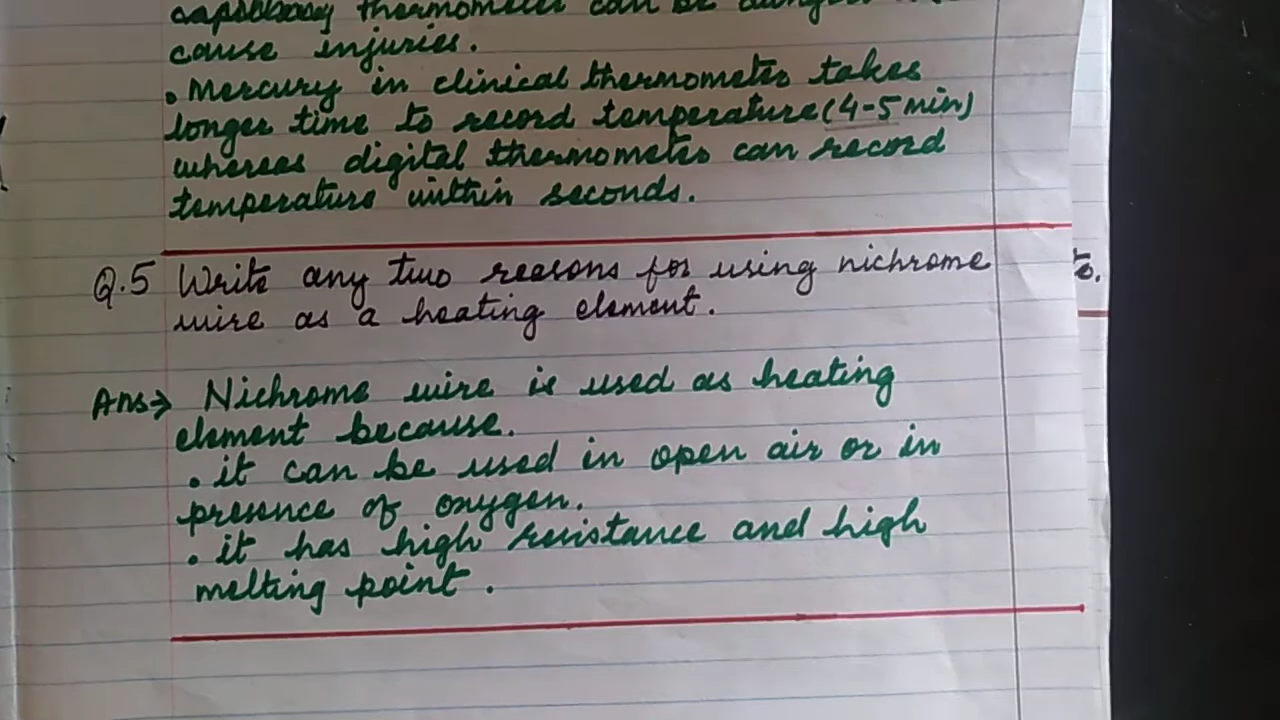 thermometer can be
cause injuries.
• Mercury in clinical thermometer takes
longer time to record temperature (4-5 min)
whereas digital thermometer can record
temperature within seconds.
Q.5 Write any two reasons for using nichrome
wire as a heating element.
Ans→ Nichrome wire is used as heating
element because.
• it can be used in open air or in
presence of oxygen.
• it has high resistance and high
melting point.